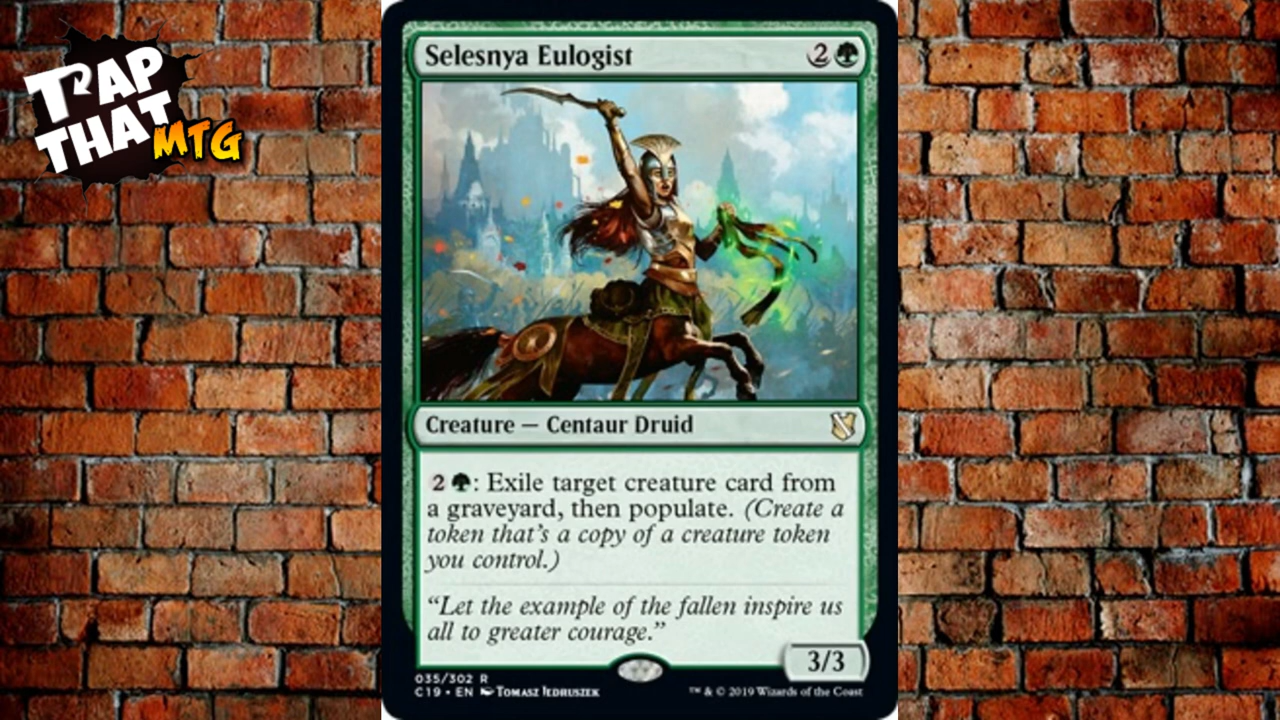 TRAP
THAT
MTG
Selesnya Eulogist 2
Creature — Centaur Druid
2 : Exile target creature card from
a graveyard, then populate. (Create a
token that's a copy of a creature token
you control.)
“Let the example of the fallen inspire us
all to greater courage.”
3/3
035/302 R
C19 • EN Tomasz Jedruszek
™ & © 2019 Wizards of the Coast